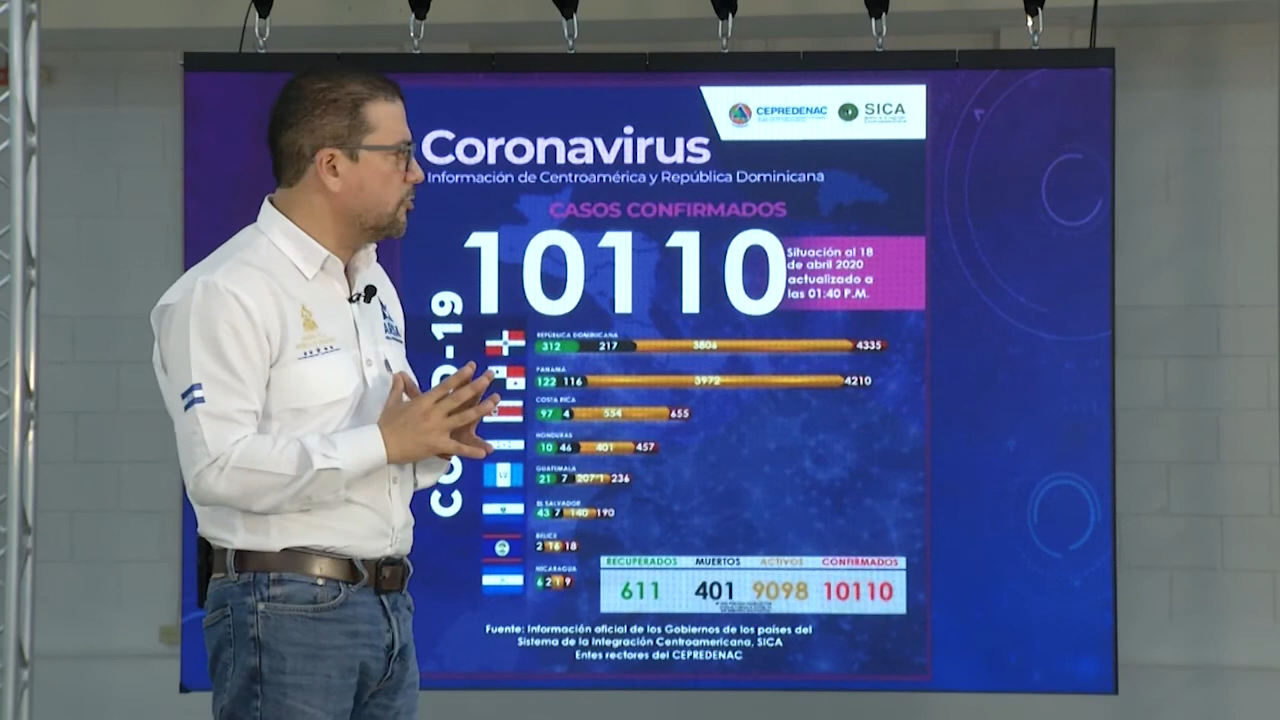 CEPREDENAC
SICA
Coronavirus
Información de Centroamérica y República Dominicana
CASOS CONFIRMADOS
10110
Situación al 18
de abril 2020
actualizado a
las 01:40 P.M.
REPÚBLICA DOMINICANA
312 217 3806 4335
PANAMA
122 116 3972 4210
COSTA RICA
97 4 554 655
HONDURAS
10 46 401 457
GUATEMALA
21 7 207 1 236
EL SALVADOR
43 7 140 190
BELICE
2 16 18
NICARAGUA
6 2 1 9
RECUPERADOS MUERTOS ACTIVOS CONFIRMADOS
611 401 9098 10110
Fuente: Información oficial de los Gobiernos de los países del
Sistema de la Integración Centroamericana, SICA
Entes rectores del CEPREDENAC